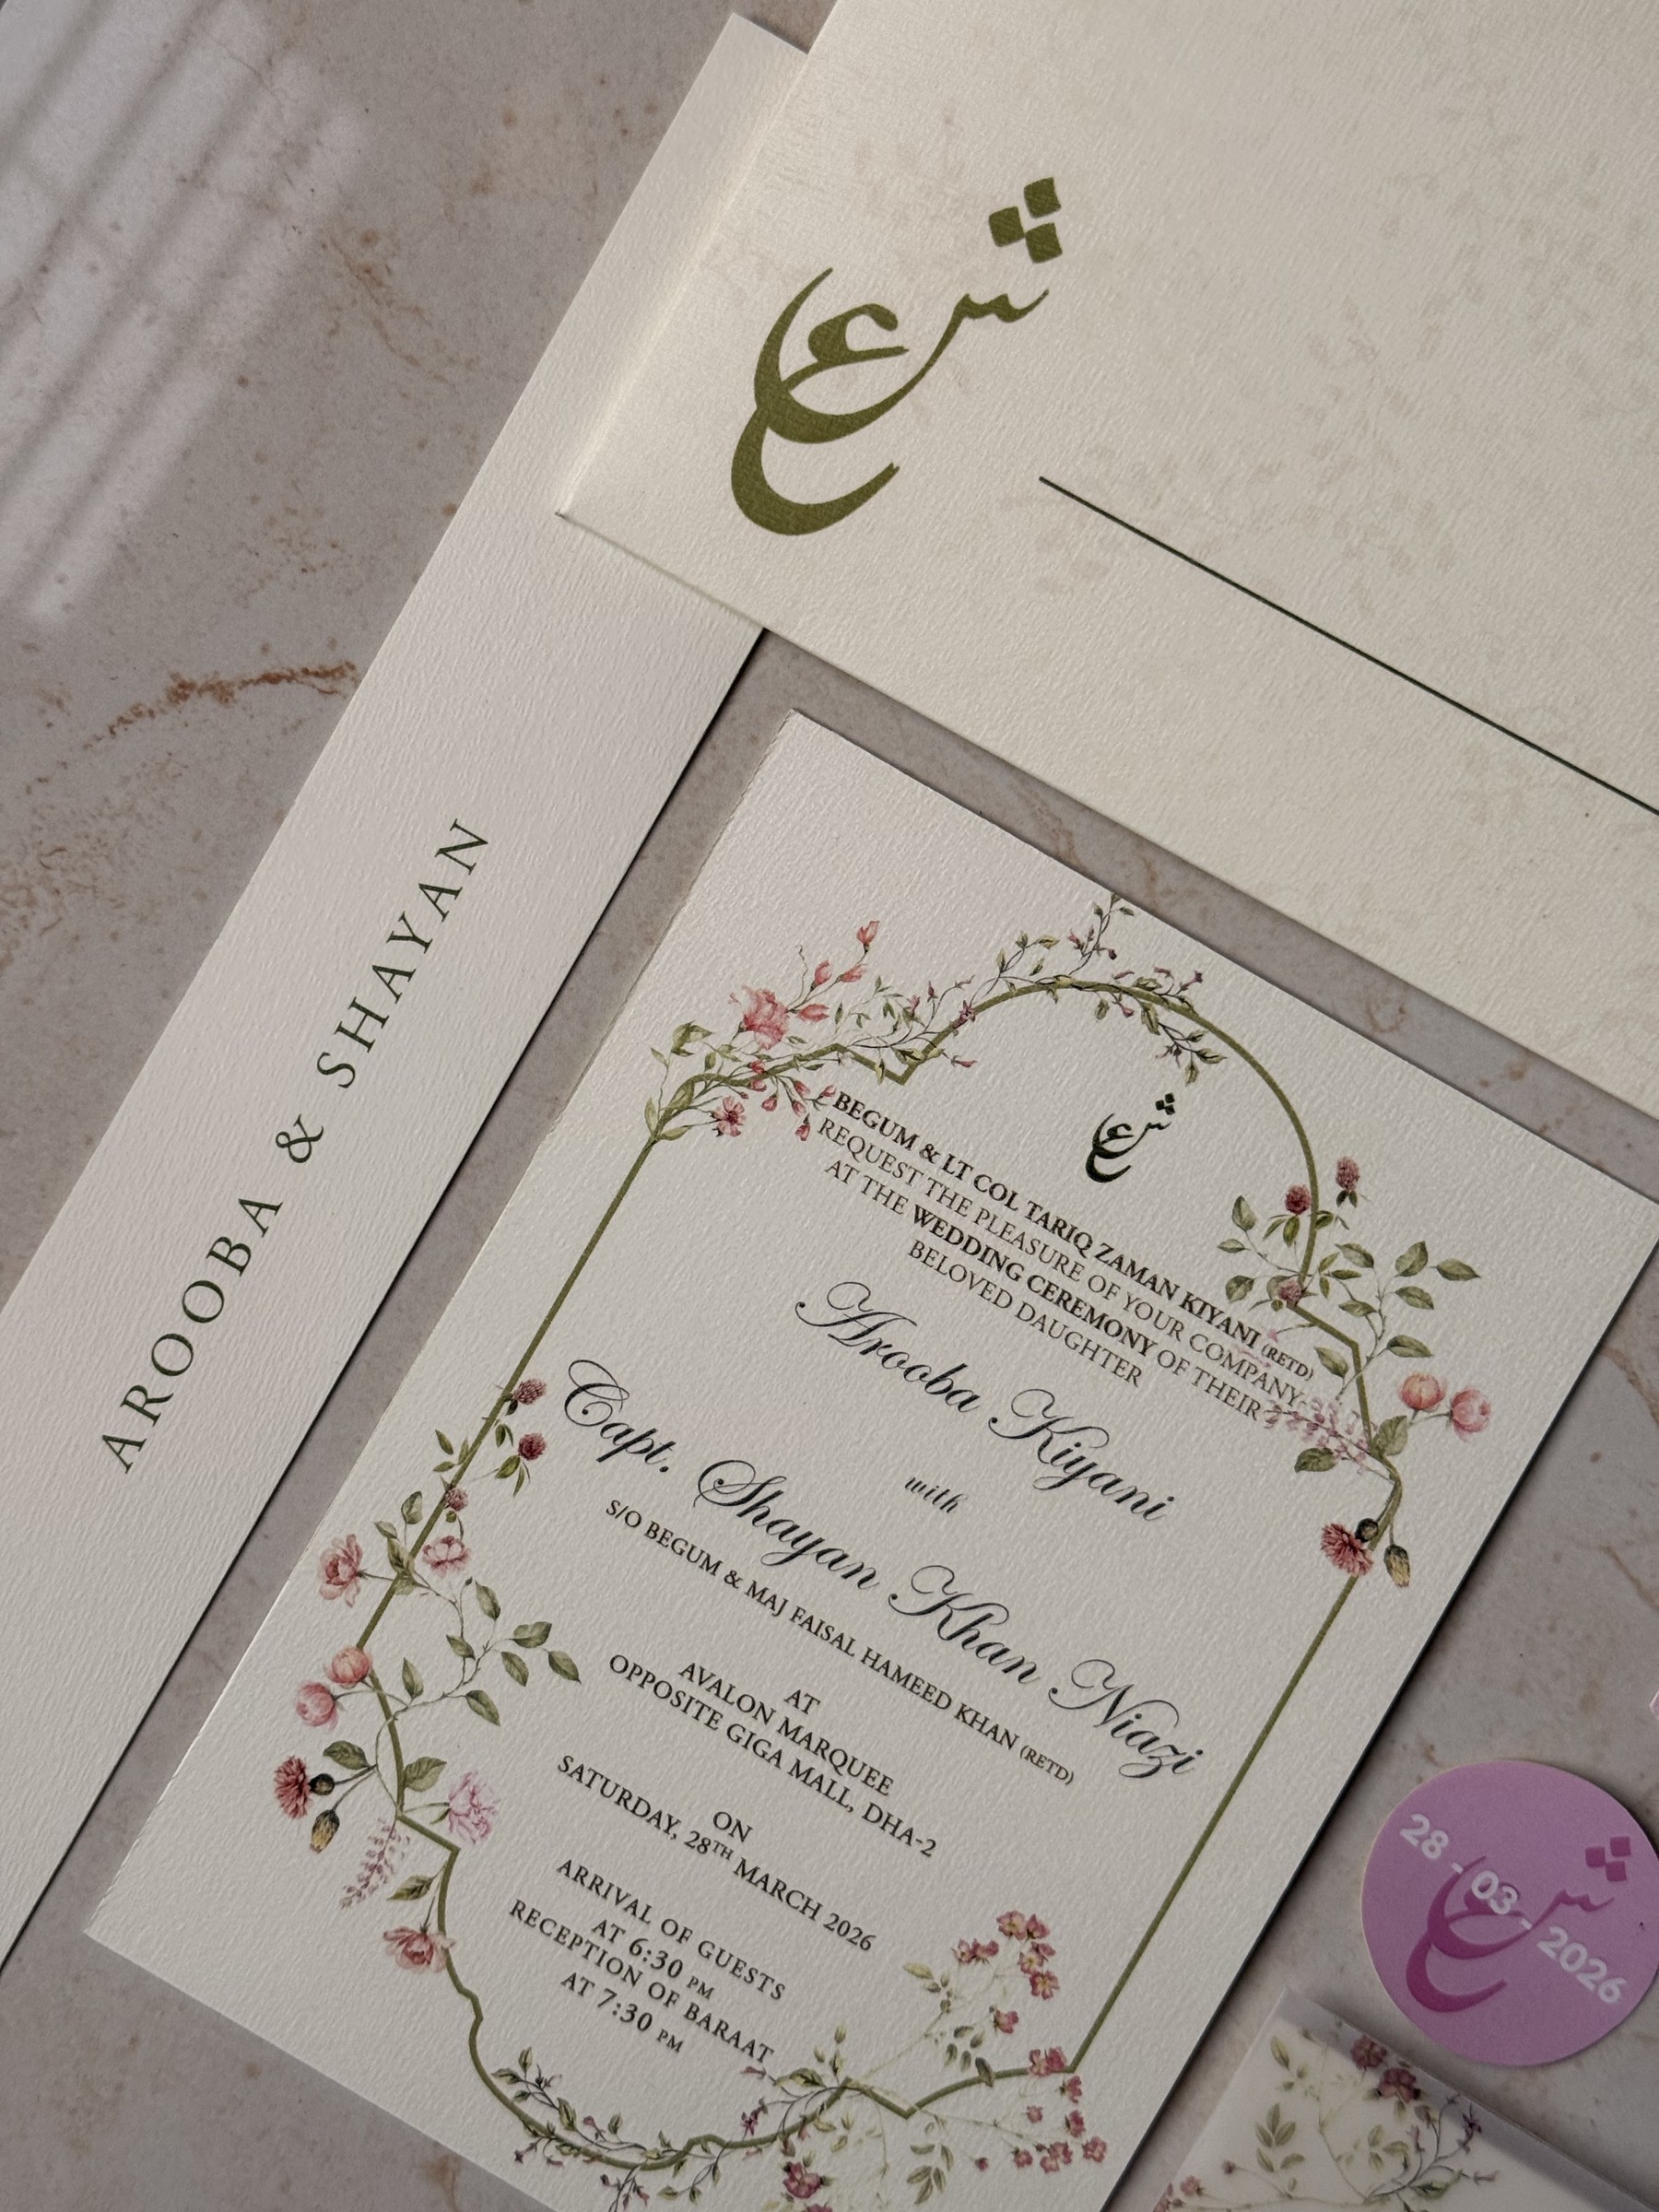 شع
AROOBA & SHAYAN
شع
BEGUM & LT COL TARIQ ZAMAN KIYANI (RETD)
REQUEST THE PLEASURE OF YOUR COMPANY
AT THE WEDDING CEREMONY OF THEIR
BELOVED DAUGHTER
Arooba Kiyani
with
Capt. Shayan Khan Niazi
S/O BEGUM & MAJ FAISAL HAMEED KHAN (RETD)
AT
AVALON MARQUEE
OPPOSITE GIGA MALL, DHA-2
ON
SATURDAY, 28TH MARCH 2026
ARRIVAL OF GUESTS
AT 6:30 PM
RECEPTION OF BARAAT
AT 7:30 PM
شع
28 - 03 - 2026